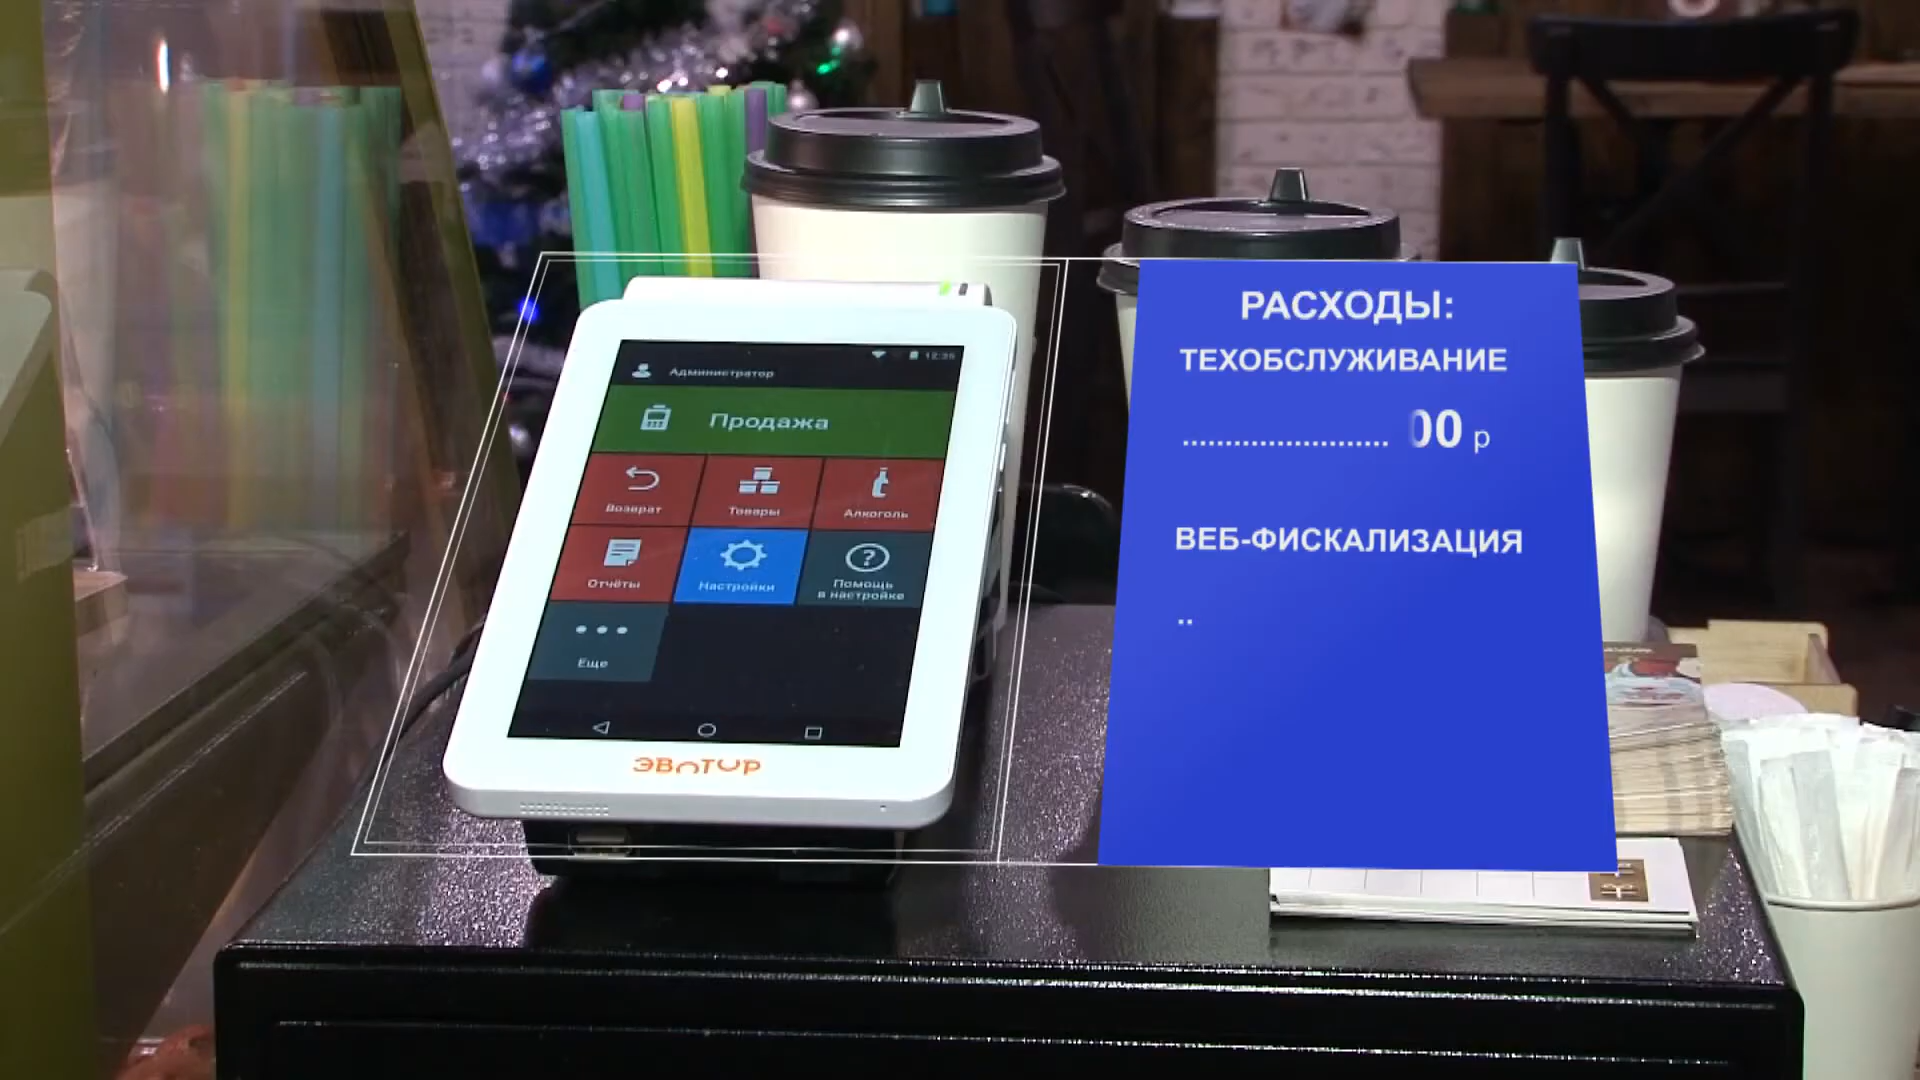 12:35
Администратор
Продажа
Возврат
Товары
Алкоголь
Отчёты
Настройки
Помощь
в настройке
Еще
ЭВОТОР
РАСХОДЫ:
ТЕХОБСЛУЖИВАНИЕ
........................ 00 р
ВЕБ-ФИСКАЛИЗАЦИЯ
..